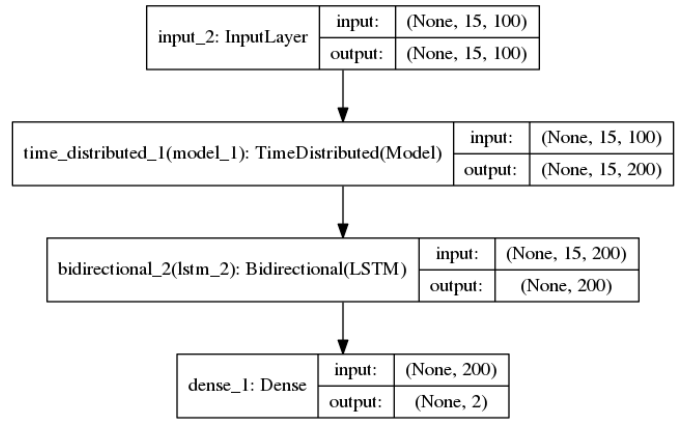 input_2: InputLayer
input: (None, 15, 100)
output: (None, 15, 100)
time_distributed_1(model_1): TimeDistributed(Model)
input: (None, 15, 100)
output: (None, 15, 200)
bidirectional_2(lstm_2): Bidirectional(LSTM)
input: (None, 15, 200)
output: (None, 200)
dense_1: Dense
input: (None, 200)
output: (None, 2)